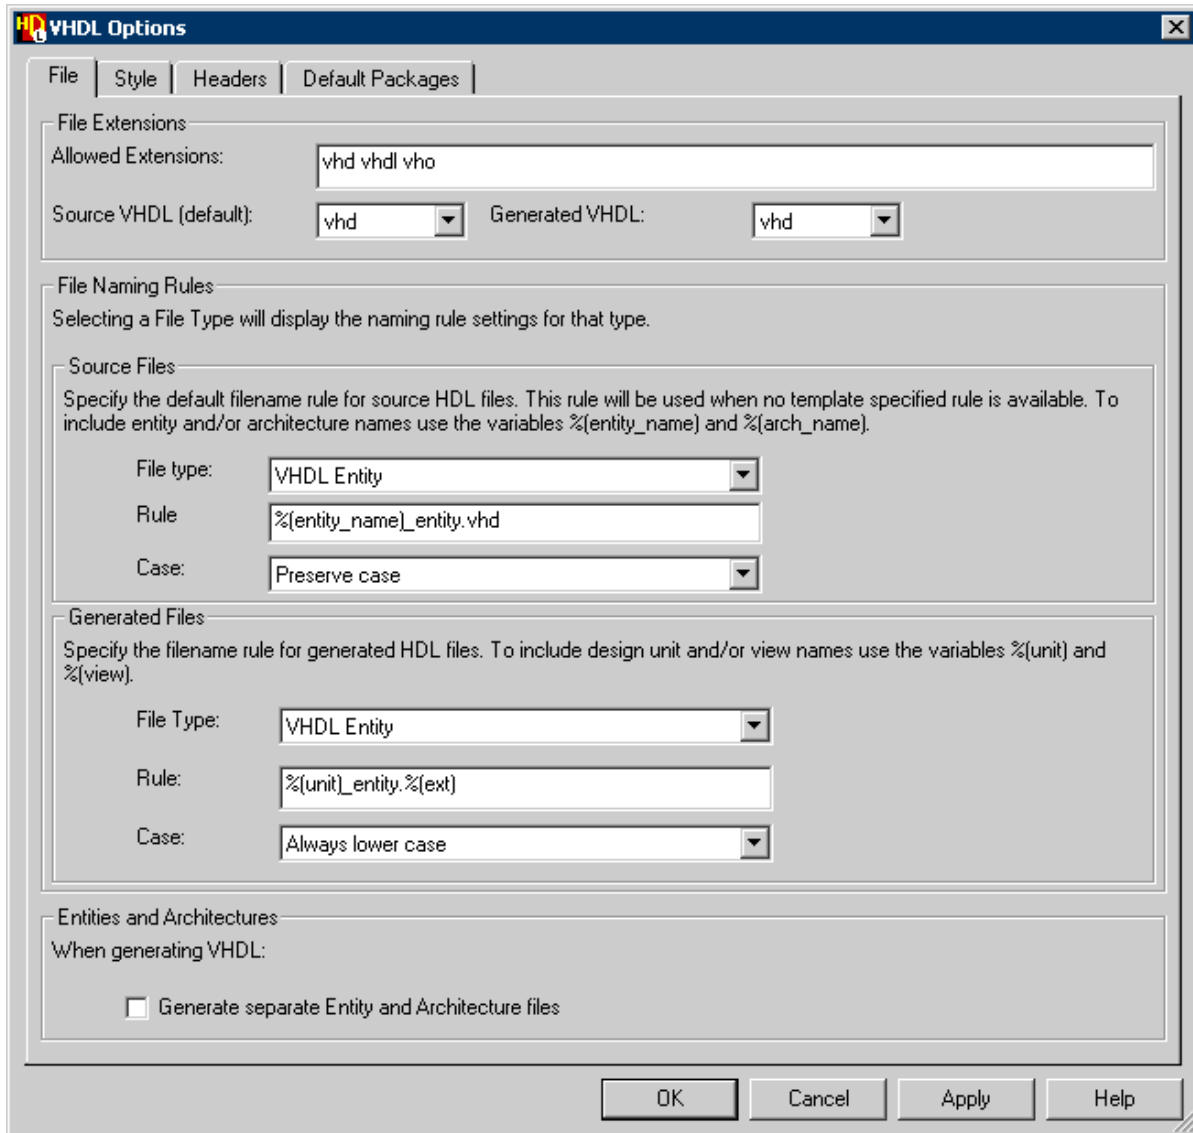 HDL VHDL Options
File Style Headers Default Packages
File Extensions
Allowed Extensions: vhd vhdl vho
Source VHDL (default): vhd Generated VHDL: vhd
File Naming Rules
Selecting a File Type will display the naming rule settings for that type.
Source Files
Specify the default filename rule for source HDL files. This rule will be used when no template specified rule is available. To
include entity and/or architecture names use the variables %(entity_name) and %(arch_name).
File type: VHDL Entity
Rule %(entity_name)_entity.vhd
Case: Preserve case
Generated Files
Specify the filename rule for generated HDL files. To include design unit and/or view names use the variables %(unit) and
%(view).
File Type: VHDL Entity
Rule: %(unit)_entity.%(ext)
Case: Always lower case
Entities and Architectures
When generating VHDL:
Generate separate Entity and Architecture files
OK Cancel Apply Help